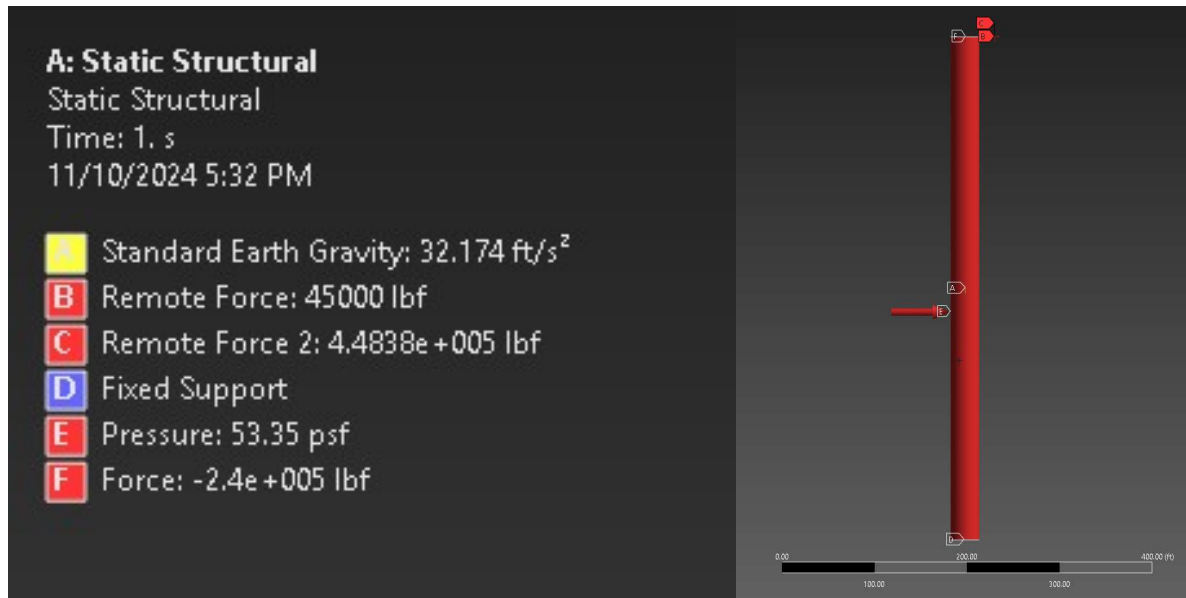 A: Static Structural
Static Structural
Time: 1. s
11/10/2024 5:32 PM
A Standard Earth Gravity: 32.174 ft/s²
B Remote Force: 45000 lbf
C Remote Force 2: 4.4838e+005 lbf
D Fixed Support
E Pressure: 53.35 psf
F Force: -2.4e+005 lbf
C
F B
A
E
D
0.00 200.00 400.00 (ft)
100.00 300.00